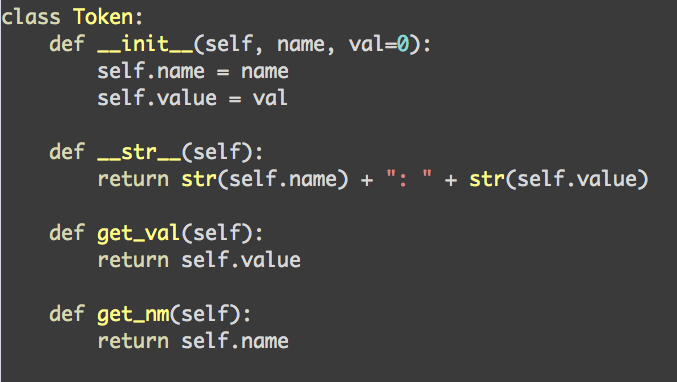 class Token:
    def __init__(self, name, val=0):
        self.name = name
        self.value = val

    def __str__(self):
        return str(self.name) + ": " + str(self.value)

    def get_val(self):
        return self.value

    def get_nm(self):
        return self.name